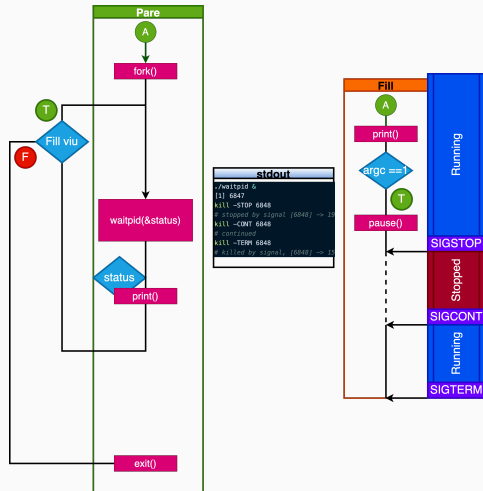 Pare
A
fork()
T
Fill viu
F
waitpid(&status)
status
print()
exit()
stdout
./waitpid &
[1] 6847
kill -STOP 6848
# stopped by signal [6848] -> 19
kill -CONT 6848
# continued
kill -TERM 6848
# killed by signal, [6848] -> 15
Fill
A
print()
argc ==1
T
pause()
Running
SIGSTOP
Stopped
SIGCONT
Running
SIGTERM